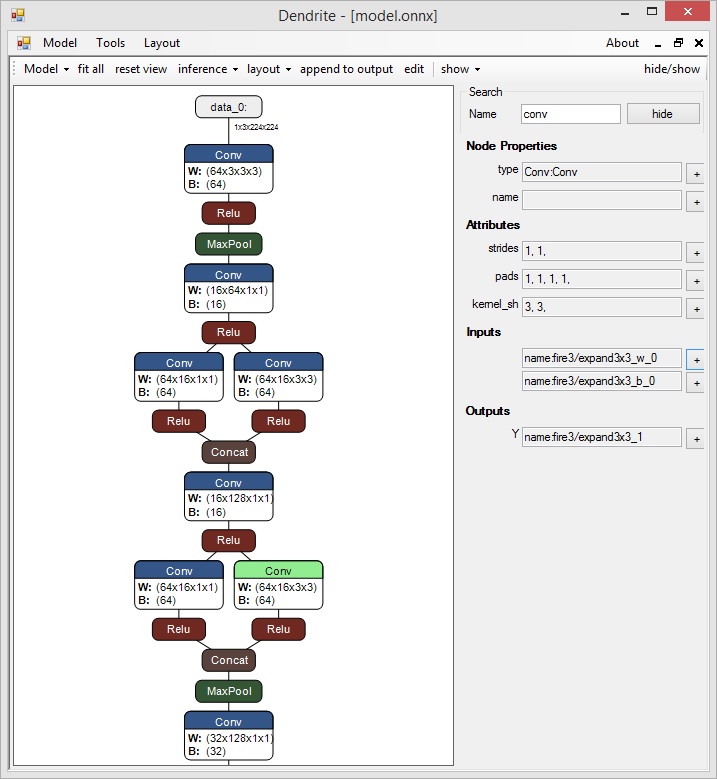 Dendrite - [model.onnx]
Model Tools Layout About
Model fit all reset view inference layout append to output edit show hide/show
data_0:
1x3x224x224
Conv
W: (64x3x3x3)
B: (64)
Relu
MaxPool
Conv
W: (16x64x1x1)
B: (16)
Relu
Conv Conv
W: (64x16x1x1) W: (64x16x3x3)
B: (64) B: (64)
Relu Relu
Concat
Conv
W: (16x128x1x1)
B: (16)
Relu
Conv Conv
W: (64x16x1x1) W: (64x16x3x3)
B: (64) B: (64)
Relu Relu
Concat
MaxPool
Conv
W: (32x128x1x1)
B: (32)
Search
Name conv hide
Node Properties
type Conv:Conv +
name +
Attributes
strides 1, 1, +
pads 1, 1, 1, 1, +
kernel_sh 3, 3, +
Inputs
name:fire3/expand3x3_w_0 +
name:fire3/expand3x3_b_0 +
Outputs
Y name:fire3/expand3x3_1 +